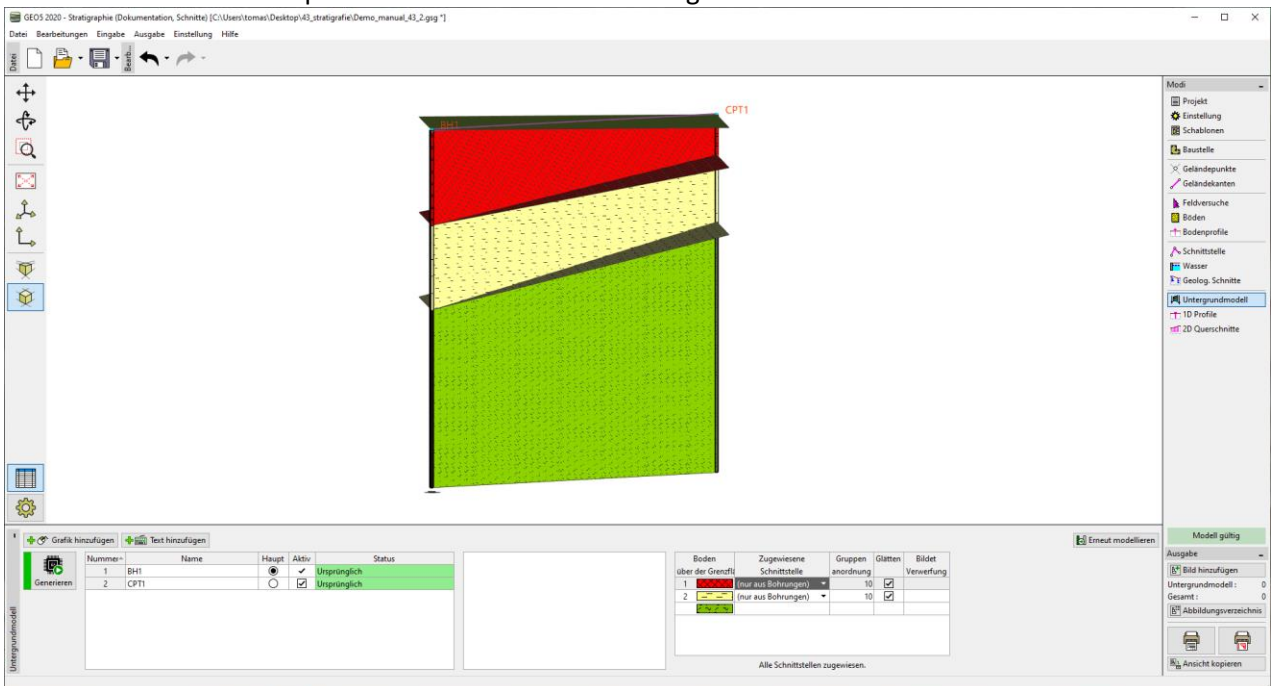 GEO5 2020 - Stratigraphie (Dokumentation, Schnitte) [C:\Users\tomas\Desktop\43_stratigrafie\Demo_manual_43_2.gsg *]
Datei Bearbeitungen Eingabe Ausgabe Einstellung Hilfe
Datei
Bearb...
CPT1
BH1
Modi
Projekt
Einstellung
Schablonen
Baustelle
Geländepunkte
Geländekanten
Feldversuche
Böden
Bodenprofile
Schnittstelle
Wasser
Geolog. Schnitte
Untergrundmodell
1D Profile
2D Querschnitte
Grafik hinzufügen Text hinzufügen
Erneut modellieren
Generieren
Nummer Name Haupt Aktiv Status
1 BH1 Ursprünglich
2 CPT1 Ursprünglich
Boden Zugewiesene Gruppen Glätten Bildet
über der Grenzflä Schnittstelle anordnung Verwerfung
1 (nur aus Bohrungen) 10
2 (nur aus Bohrungen) 10
Alle Schnittstellen zugewiesen.
Untergrundmodell
Modell gültig
Ausgabe
Bild hinzufügen
Untergrundmodell : 0
Gesamt : 0
Abbildungsverzeichnis
Ansicht kopieren